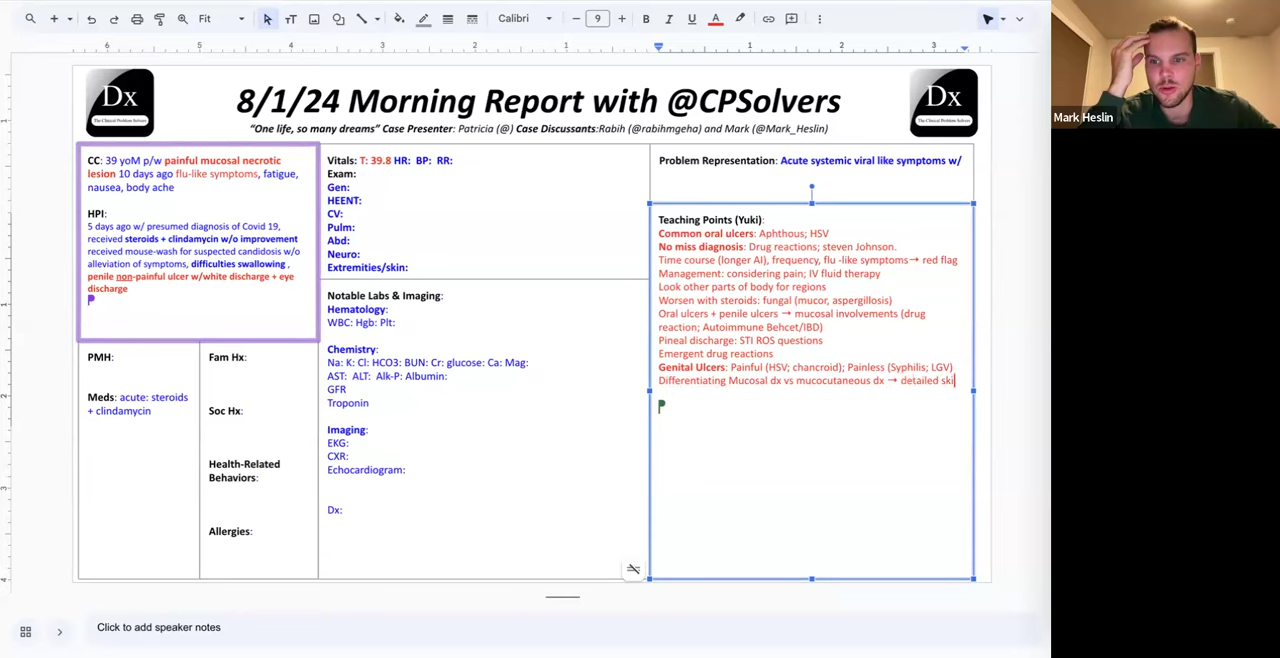 Fit
Calibri
9
B
I
U
A
6
5
4
3
2
1
1
2
3
Dx
The Clinical Problem Solvers
8/1/24 Morning Report with @CPSolvers
“One life, so many dreams” Case Presenter: Patricia (@) Case Discussants:Rabih (@rabihmgeha) and Mark (@Mark_Heslin)
Dx
The Clinical Problem Solvers
CC: 39 yoM p/w painful mucosal necrotic
lesion 10 days ago flu-like symptoms, fatigue,
nausea, body ache
HPI:
5 days ago w/ presumed diagnosis of Covid 19,
received steroids + clindamycin w/o improvement
received mouse-wash for suspected candidosis w/o
alleviation of symptoms, difficulties swallowing ,
penile non-painful ulcer w/white discharge + eye
discharge
PMH:
Meds: acute: steroids
+ clindamycin
Fam Hx:
Soc Hx:
Health-Related
Behaviors:
Allergies:
Vitals: T: 39.8 HR: BP: RR:
Exam:
Gen:
HEENT:
CV:
Pulm:
Abd:
Neuro:
Extremities/skin:
Notable Labs & Imaging:
Hematology:
WBC: Hgb: Plt:
Chemistry:
Na: K: Cl: HCO3: BUN: Cr: glucose: Ca: Mag:
AST: ALT: Alk-P: Albumin:
GFR
Troponin
Imaging:
EKG:
CXR:
Echocardiogram:
Dx:
Problem Representation: Acute systemic viral like symptoms w/
Teaching Points (Yuki):
Common oral ulcers: Aphthous; HSV
No miss diagnosis: Drug reactions; steven Johnson.
Time course (longer AI), frequency, flu -like symptoms→ red flag
Management: considering pain; IV fluid therapy
Look other parts of body for regions
Worsen with steroids: fungal (mucor, aspergillosis)
Oral ulcers + penile ulcers → mucosal involvements (drug
reaction; Autoimmune Behcet/IBD)
Pineal discharge: STI ROS questions
Emergent drug reactions
Genital Ulcers: Painful (HSV; chancroid); Painless (Syphilis; LGV)
Differentiating Mucosal dx vs mucocutaneous dx → detailed ski
Click to add speaker notes
Mark Heslin